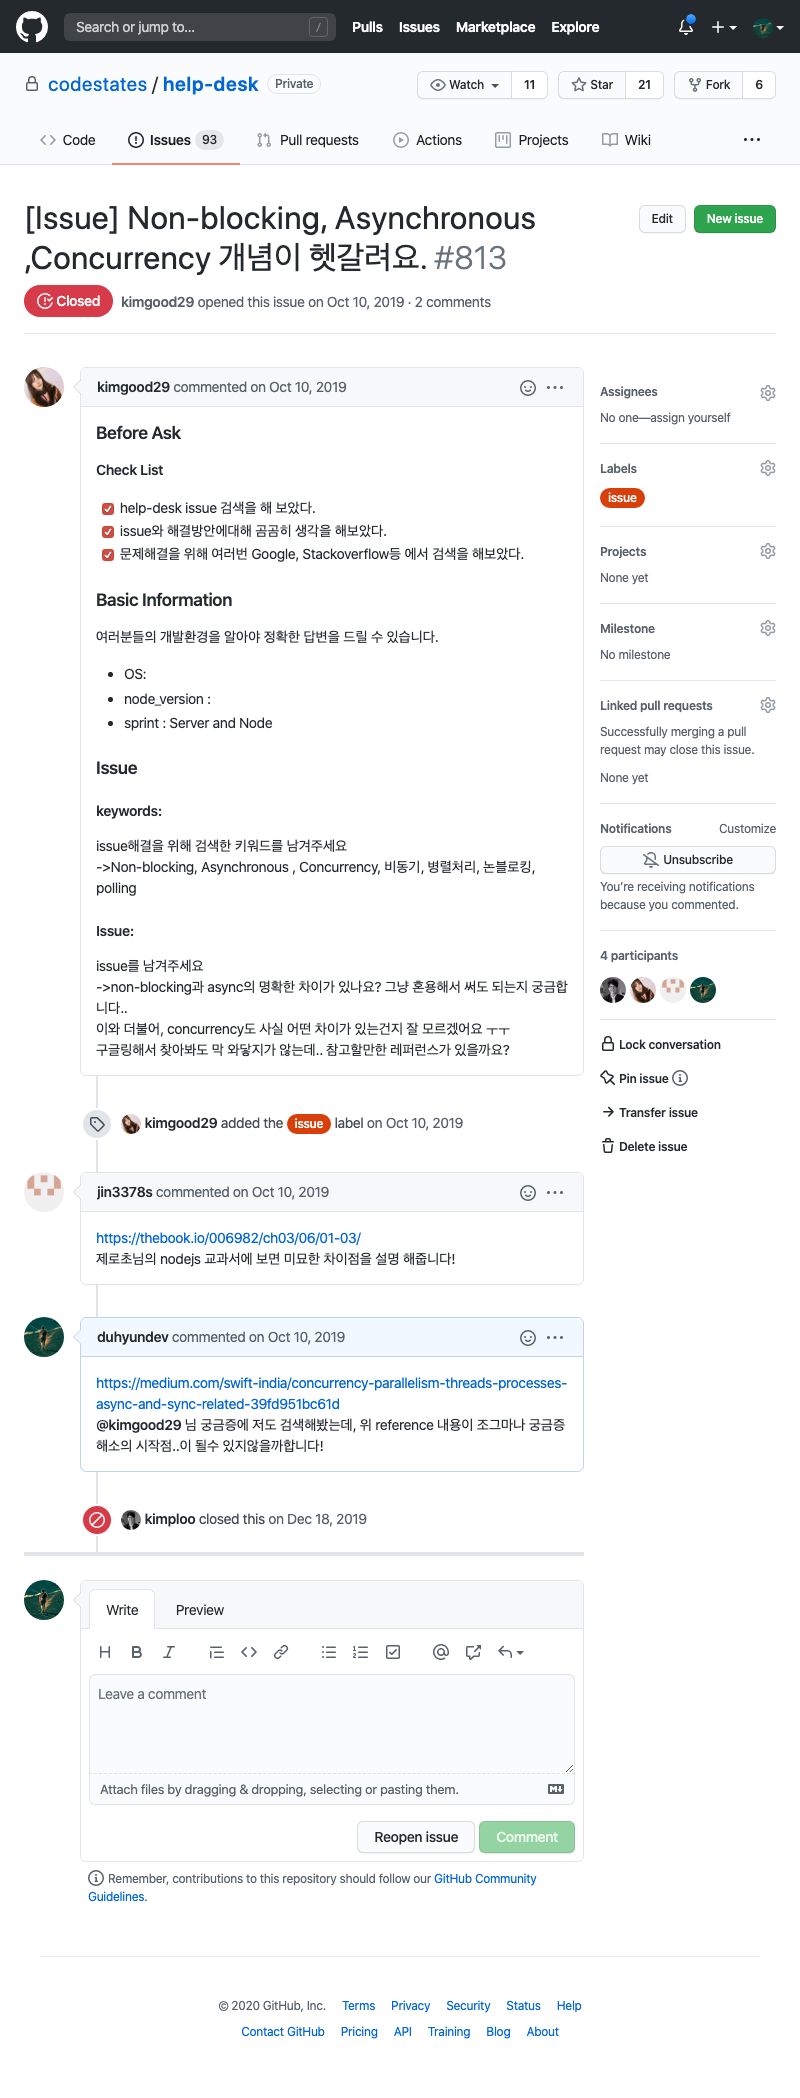 Search or jump to... /
Pulls Issues Marketplace Explore
codestates / help-desk Private
Watch 11 Star 21 Fork 6
Code Issues 93 Pull requests Actions Projects Wiki
[Issue] Non-blocking, Asynchronous
,Concurrency 개념이 헷갈려요. #813
Edit New issue
Closed kimgood29 opened this issue on Oct 10, 2019 · 2 comments
kimgood29 commented on Oct 10, 2019
Before Ask
Check List
help-desk issue 검색을 해 보았다.
issue와 해결방안에대해 곰곰히 생각을 해보았다.
문제해결을 위해 여러번 Google, Stackoverflow등 에서 검색을 해보았다.
Basic Information
여러분들의 개발환경을 알아야 정확한 답변을 드릴 수 있습니다.
• OS:
• node_version :
• sprint : Server and Node
Issue
keywords:
issue해결을 위해 검색한 키워드를 남겨주세요
->Non-blocking, Asynchronous , Concurrency, 비동기, 병렬처리, 논블로킹,
polling
Issue:
issue를 남겨주세요
->non-blocking과 async의 명확한 차이가 있나요? 그냥 혼용해서 써도 되는지 궁금합
니다..
이와 더불어, concurrency도 사실 어떤 차이가 있는건지 잘 모르겠어요 ㅜㅜ
구글링해서 찾아봐도 막 와닿지가 않는데.. 참고할만한 레퍼런스가 있을까요?
kimgood29 added the issue label on Oct 10, 2019
jin3378s commented on Oct 10, 2019
https://thebook.io/006982/ch03/06/01-03/
제로초님의 nodejs 교과서에 보면 미묘한 차이점을 설명 해줍니다!
duhyundev commented on Oct 10, 2019
https://medium.com/swift-india/concurrency-parallelism-threads-processes-
async-and-sync-related-39fd951bc61d
@kimgood29 님 궁금증에 저도 검색해봤는데, 위 reference 내용이 조그마나 궁금증
해소의 시작점..이 될수 있지않을까합니다!
kimploo closed this on Dec 18, 2019
Assignees
No one—assign yourself
Labels
issue
Projects
None yet
Milestone
No milestone
Linked pull requests
Successfully merging a pull
request may close this issue.
None yet
Notifications Customize
Unsubscribe
You're receiving notifications
because you commented.
4 participants
Lock conversation
Pin issue
Transfer issue
Delete issue
Write Preview
H B I
Leave a comment
Attach files by dragging & dropping, selecting or pasting them.
Reopen issue Comment
Remember, contributions to this repository should follow our GitHub Community
Guidelines.
© 2020 GitHub, Inc. Terms Privacy Security Status Help
Contact GitHub Pricing API Training Blog About